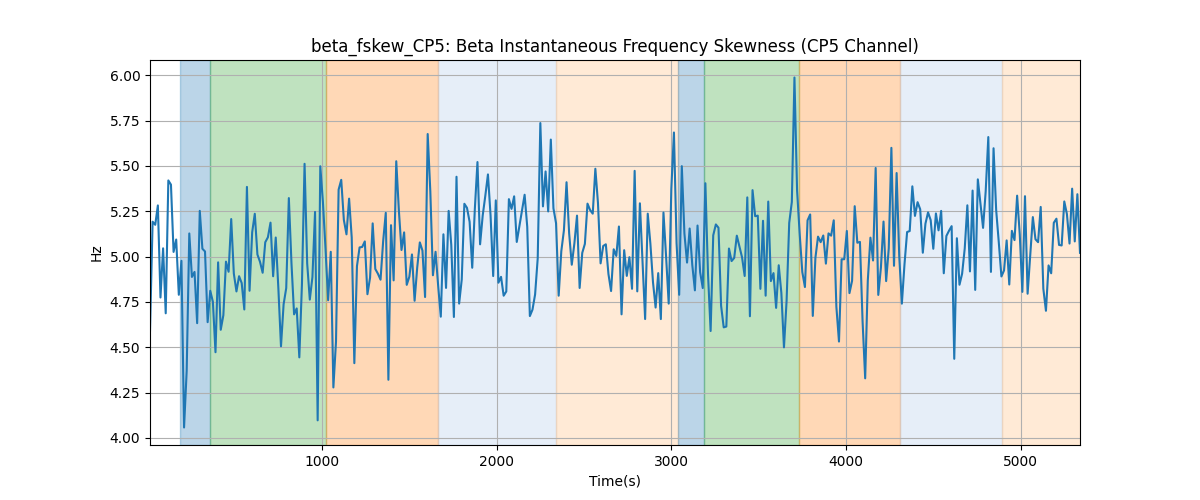 beta_fskew_CP5: Beta Instantaneous Frequency Skewness (CP5 Channel)
6.00
5.75
5.50
5.25
5.00
4.75
4.50
4.25
4.00
Hz
1000 2000 3000 4000 5000
Time(s)